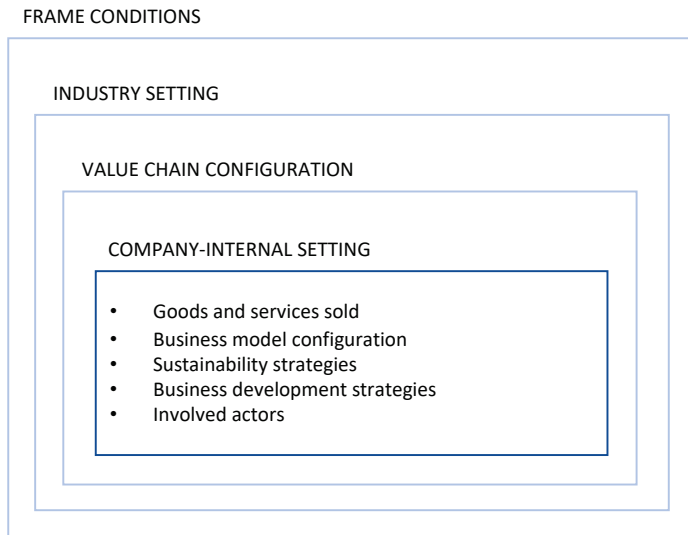 FRAME CONDITIONS
INDUSTRY SETTING
VALUE CHAIN CONFIGURATION
COMPANY-INTERNAL SETTING
• Goods and services sold
• Business model configuration
• Sustainability strategies
• Business development strategies
• Involved actors